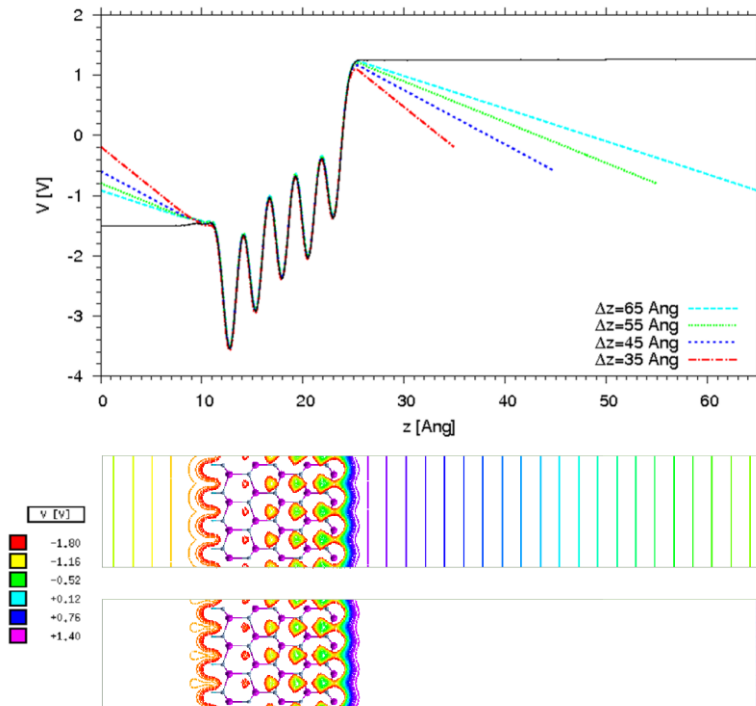 2
1
0
-1
-2
-3
-4
V [V]
Δz=65 Ang
Δz=55 Ang
Δz=45 Ang
Δz=35 Ang
0 10 20 30 40 50 60
z [Ang]
V [V]
-1.80
-1.16
-0.52
+0.12
+0.76
+1.40